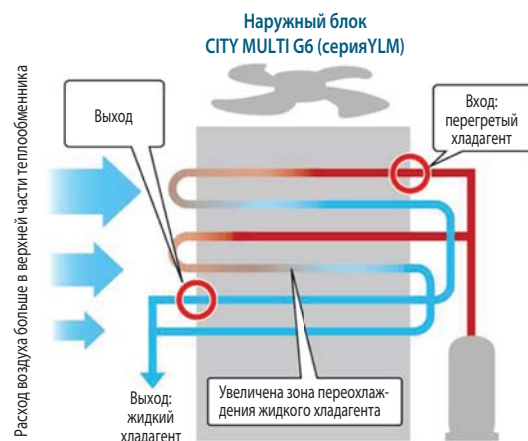 Наружный блок
CITY MULTI G6 (серияYLM)
Расход воздуха больше в верхней части теплообменника
Выход
Вход:
перегретый
хладагент
Выход:
жидкий
хладагент
Увеличена зона переохлаж-
дения жидкого хладагента